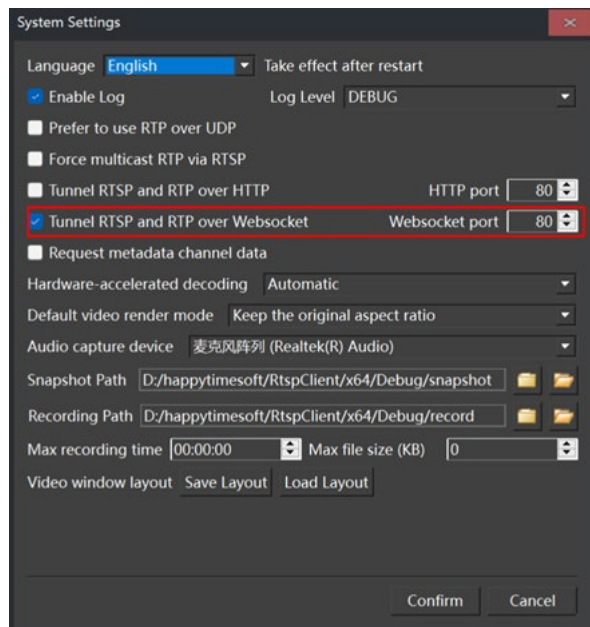 System Settings
Language English Take effect after restart
Enable Log Log Level DEBUG
Prefer to use RTP over UDP
Force multicast RTP via RTSP
Tunnel RTSP and RTP over HTTP HTTP port 80
Tunnel RTSP and RTP over Websocket Websocket port 80
Request metadata channel data
Hardware-accelerated decoding Automatic
Default video render mode Keep the original aspect ratio
Audio capture device 麦克风阵列 (Realtek(R) Audio)
Snapshot Path D:/happytimesoft/RtspClient/x64/Debug/snapshot
Recording Path D:/happytimesoft/RtspClient/x64/Debug/record
Max recording time 00:00:00 Max file size (KB) 0
Video window layout Save Layout Load Layout
Confirm Cancel